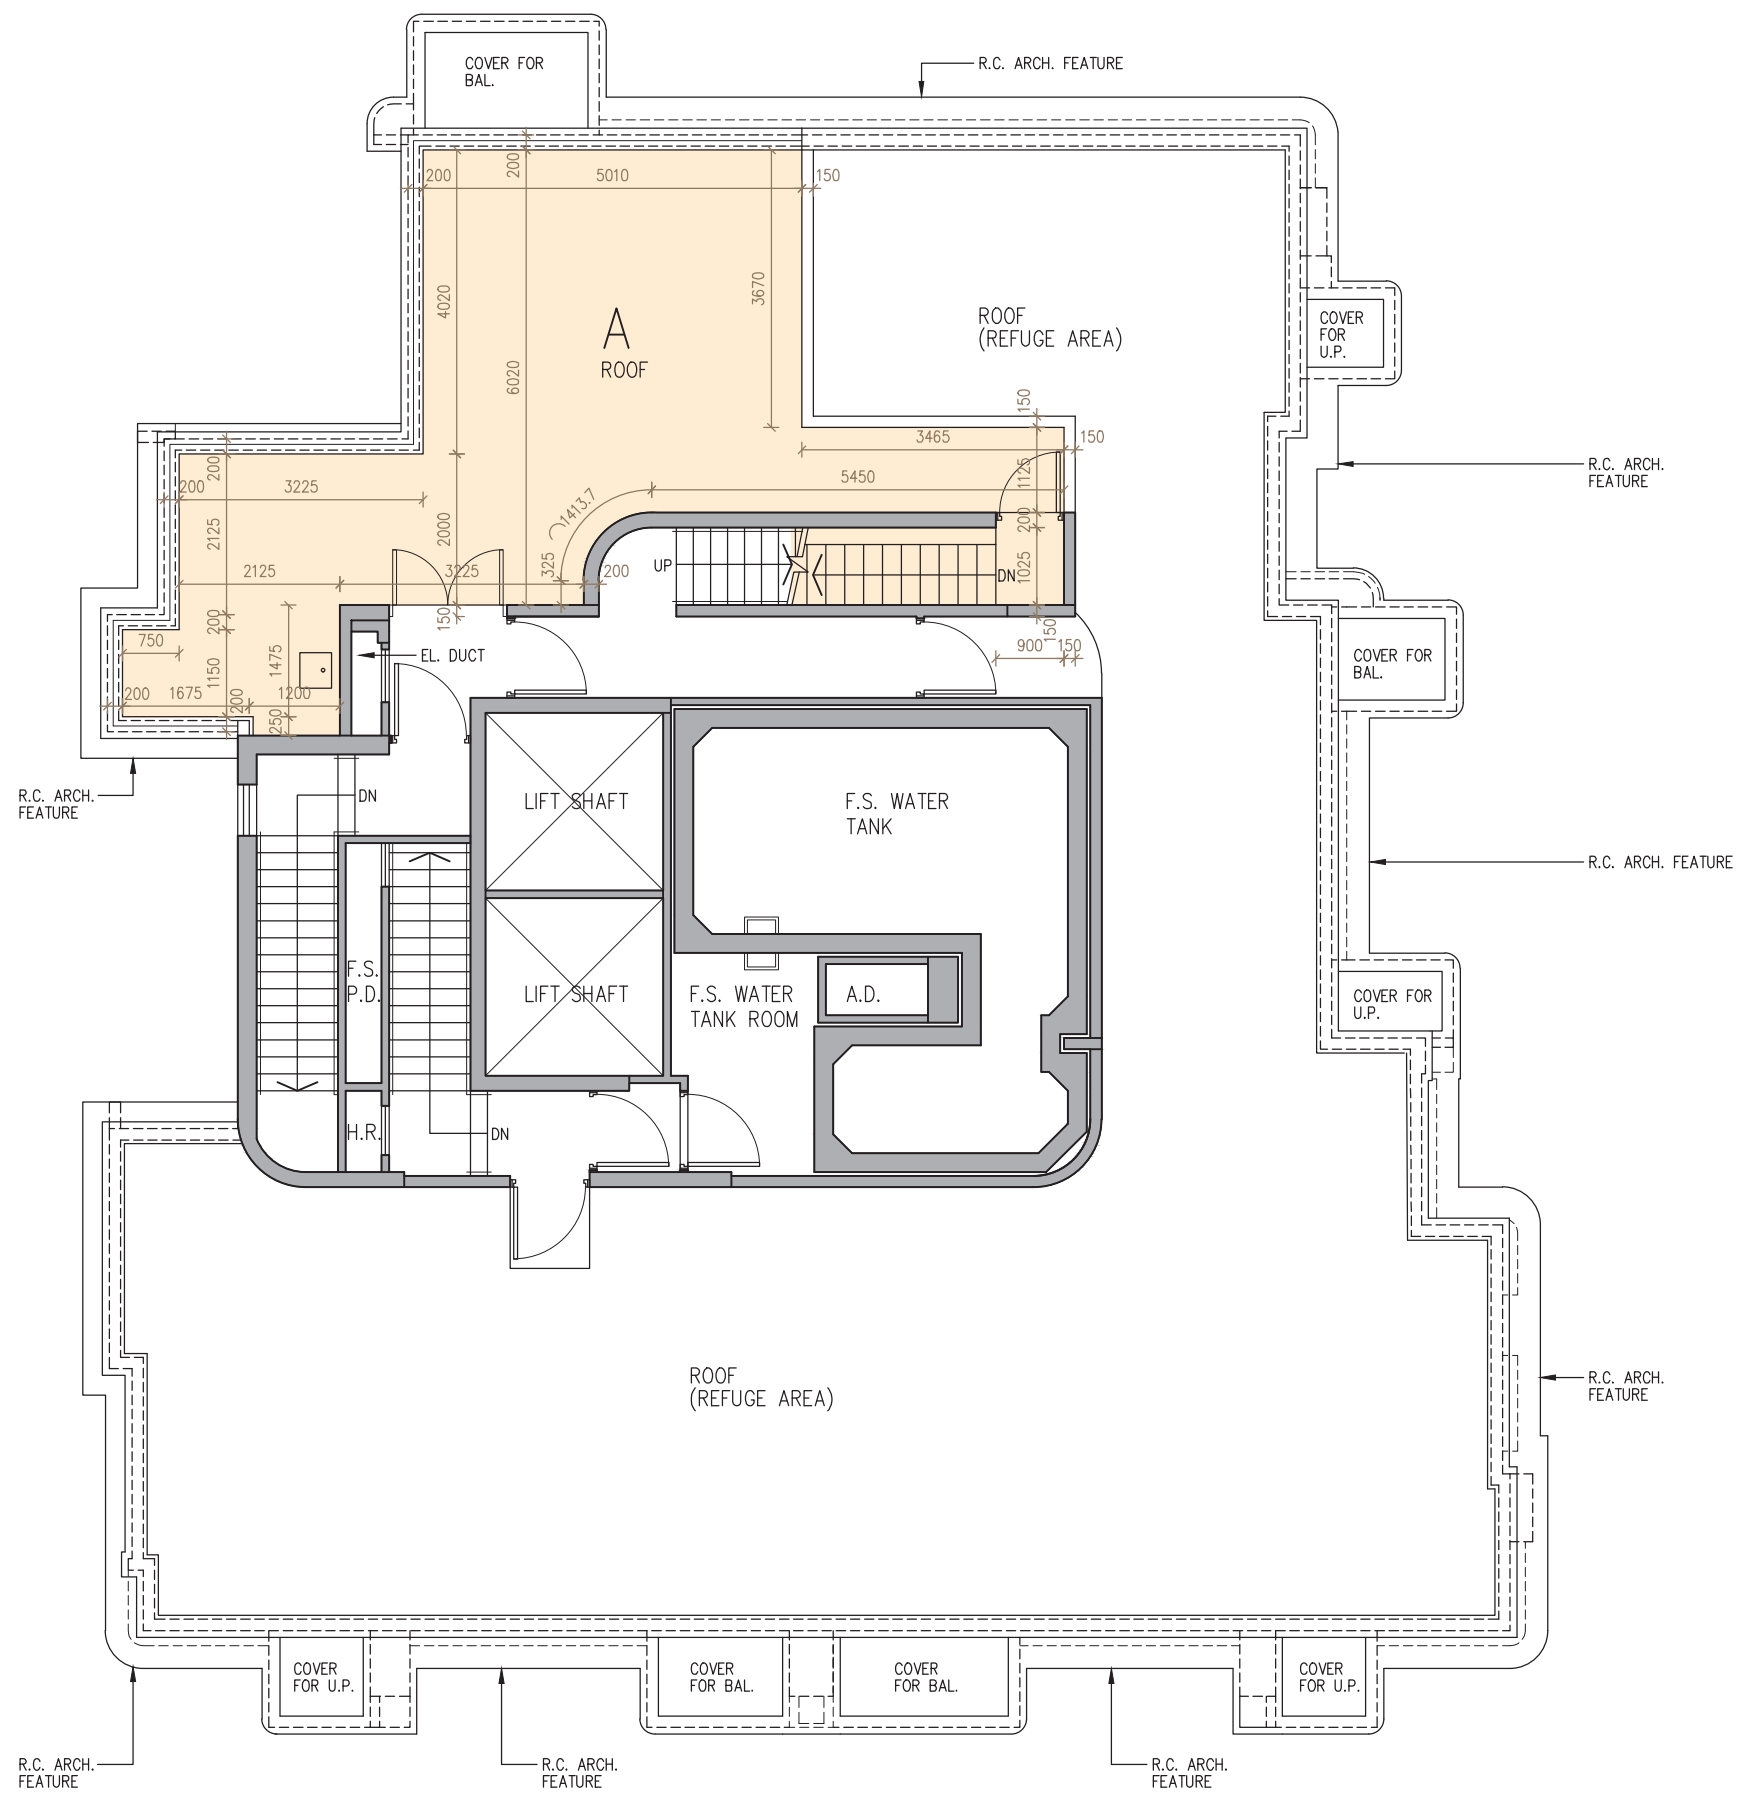 COVER FOR
BAL.
R.C. ARCH. FEATURE
200
200
5010
150
4020
6020
3670
A
ROOF
ROOF
(REFUGE AREA)
COVER
FOR
U.P.
150
3465
150
200
200
3225
2125
2000
5450
1125
1413.7
R.C. ARCH.
FEATURE
2125
3225
325
200
UP
DN
200
1025
150
200
750
1150
1475
EL. DUCT
150
900
150
COVER FOR
BAL.
200
1675
200
1200
250
R.C. ARCH.
FEATURE
DN
LIFT SHAFT
F.S. WATER
TANK
R.C. ARCH. FEATURE
F.S.
P.D.
LIFT SHAFT
F.S. WATER
TANK ROOM
A.D.
COVER FOR
U.P.
H.R.
DN
ROOF
(REFUGE AREA)
R.C. ARCH.
FEATURE
COVER
FOR U.P.
COVER
FOR BAL.
COVER
FOR BAL.
COVER
FOR U.P.
R.C. ARCH.
FEATURE
R.C. ARCH.
FEATURE
R.C. ARCH.
FEATURE